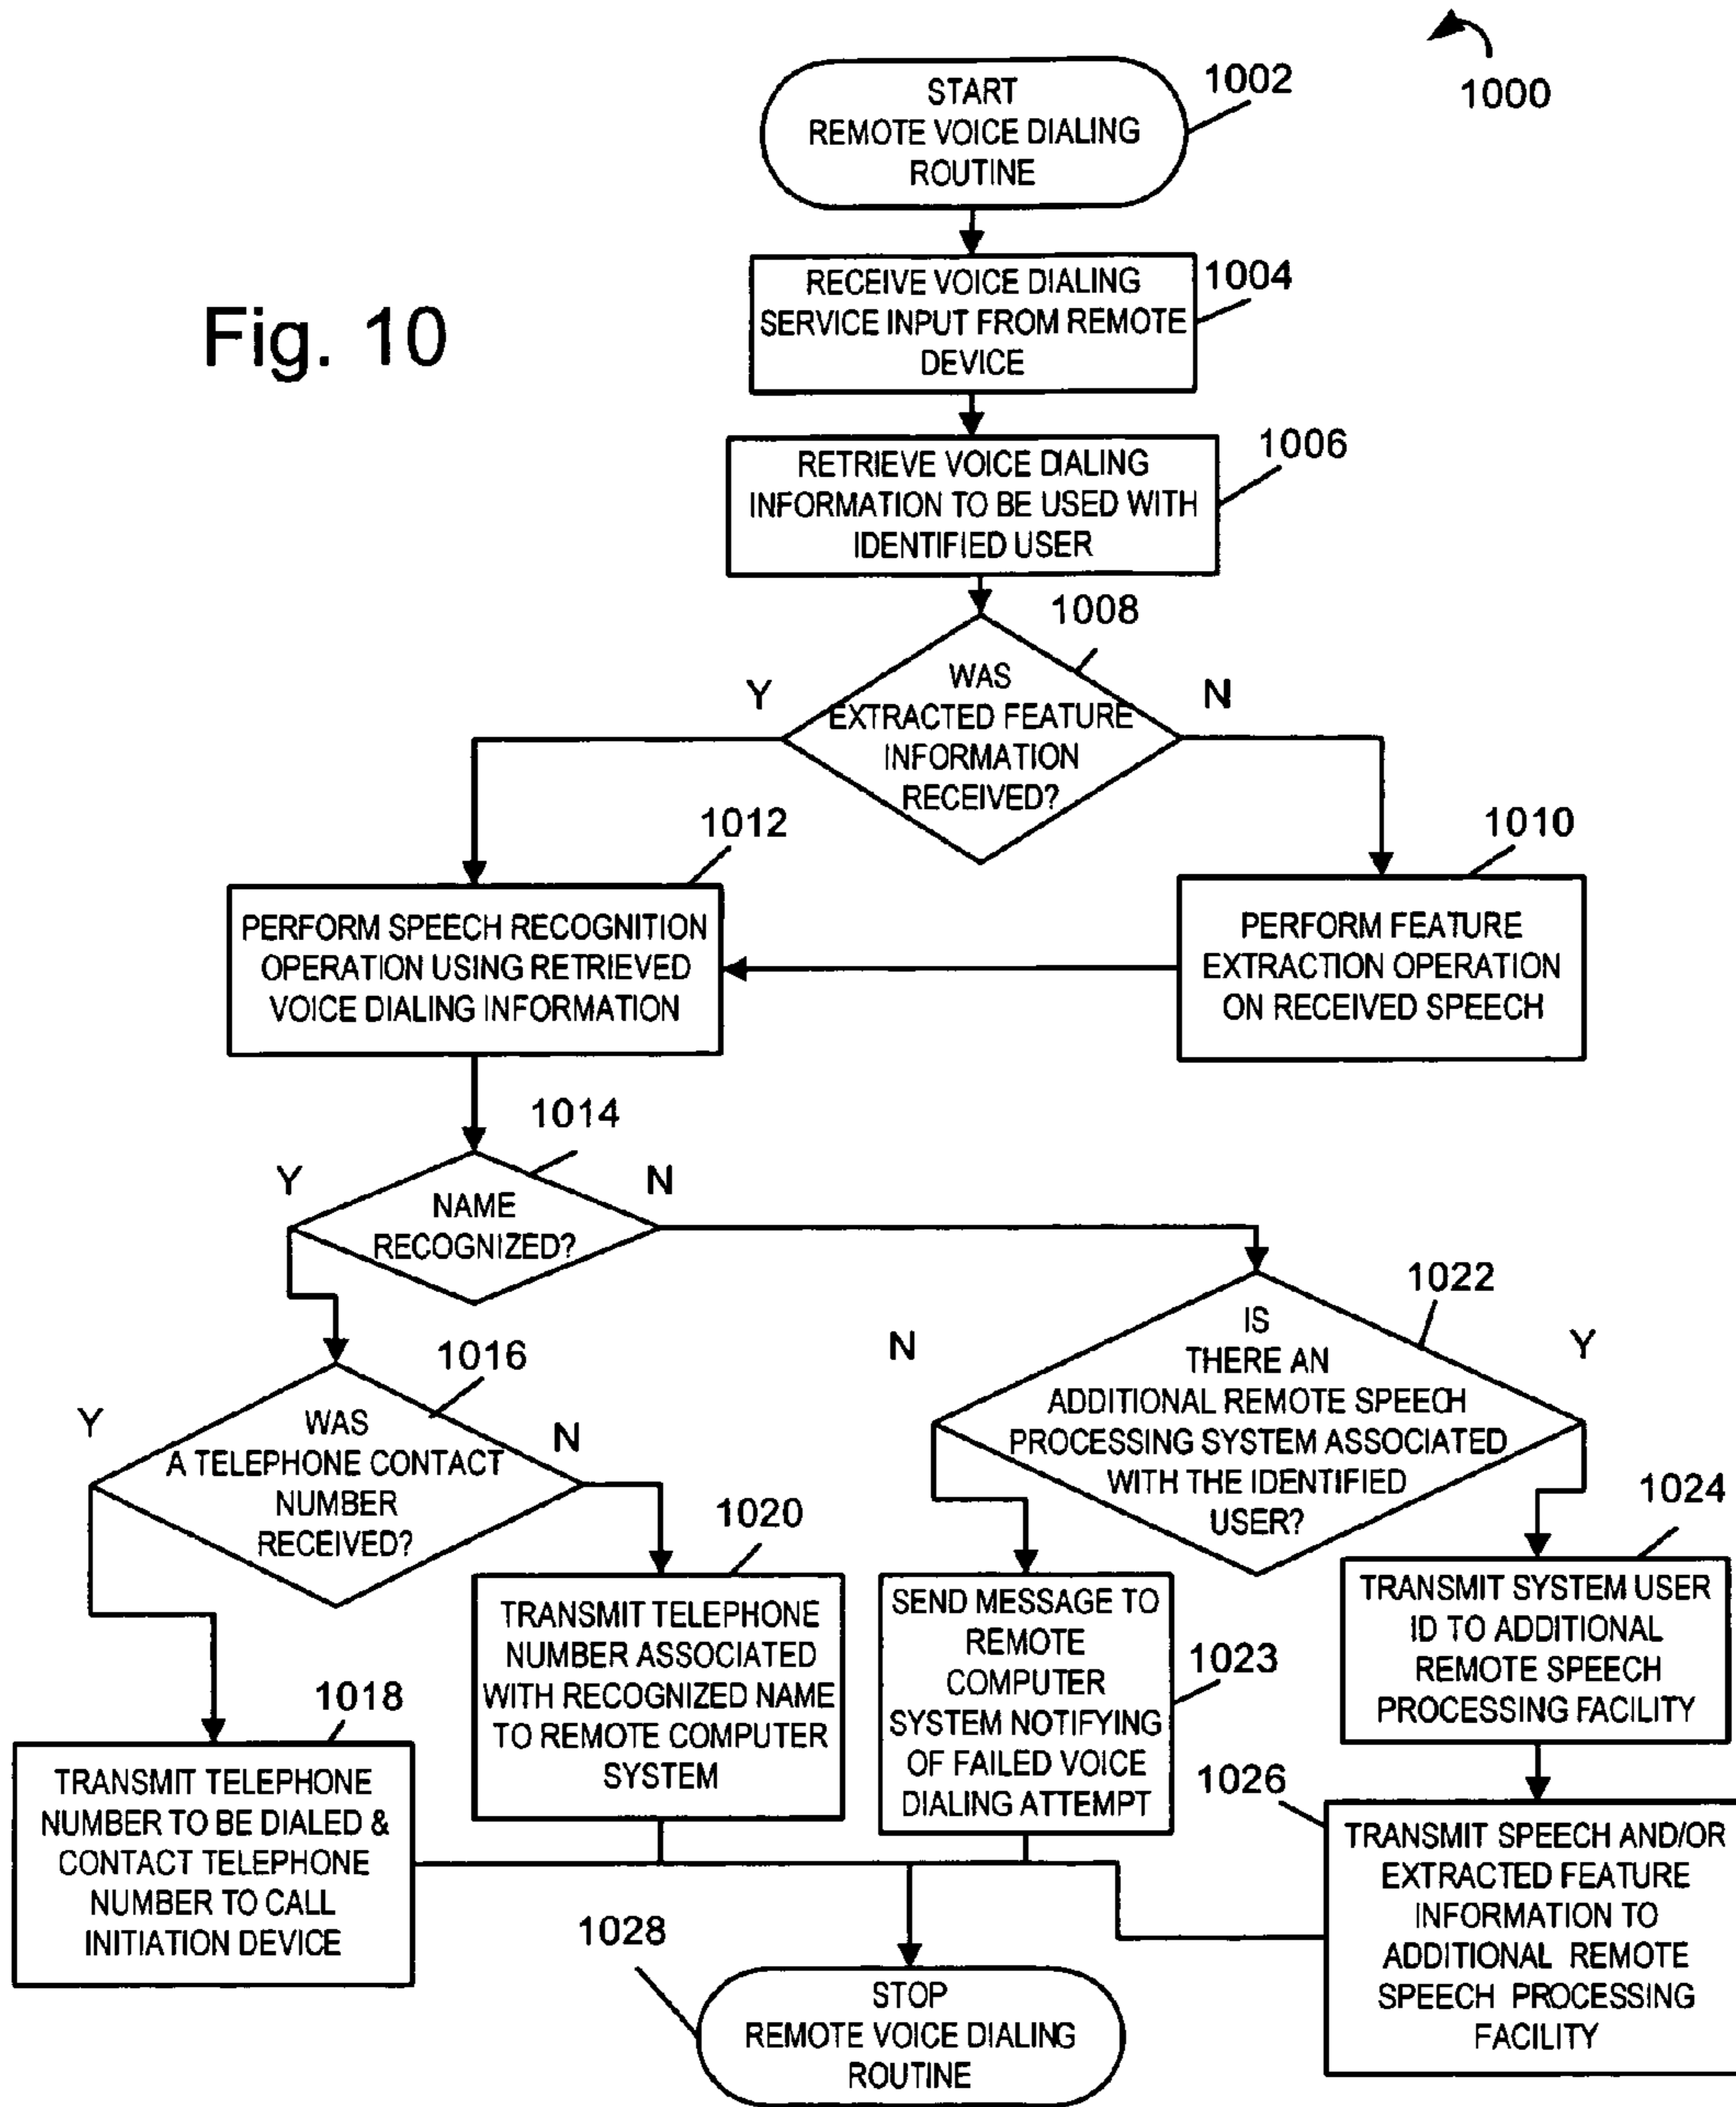 1000
START
REMOTE VOICE DIALING
ROUTINE
1002
Fig. 10
RECEIVE VOICE DIALING
SERVICE INPUT FROM REMOTE
DEVICE
1004
RETRIEVE VOICE DIALING
INFORMATION TO BE USED WITH
IDENTIFIED USER
1006
1008
WAS
EXTRACTED FEATURE
INFORMATION
RECEIVED?
Y
N
1012
PERFORM SPEECH RECOGNITION
OPERATION USING RETRIEVED
VOICE DIALING INFORMATION
1010
PERFORM FEATURE
EXTRACTION OPERATION
ON RECEIVED SPEECH
1014
Y
N
NAME
RECOGNIZED?
1016
Y
N
WAS
A TELEPHONE CONTACT
NUMBER
RECEIVED?
1022
N
Y
IS
THERE AN
ADDITIONAL REMOTE SPEECH
PROCESSING SYSTEM ASSOCIATED
WITH THE IDENTIFIED
USER?
1018
TRANSMIT TELEPHONE
NUMBER TO BE DIALED &
CONTACT TELEPHONE
NUMBER TO CALL
INITIATION DEVICE
1020
TRANSMIT TELEPHONE
NUMBER ASSOCIATED
WITH RECOGNIZED NAME
TO REMOTE COMPUTER
SYSTEM
SEND MESSAGE TO
REMOTE
COMPUTER
SYSTEM NOTIFYING
OF FAILED VOICE
DIALING ATTEMPT
1023
1024
TRANSMIT SYSTEM USER
ID TO ADDITIONAL
REMOTE SPEECH
PROCESSING FACILITY
1026
TRANSMIT SPEECH AND/OR
EXTRACTED FEATURE
INFORMATION TO
ADDITIONAL REMOTE
SPEECH PROCESSING
FACILITY
1028
STOP
REMOTE VOICE DIALING
ROUTINE